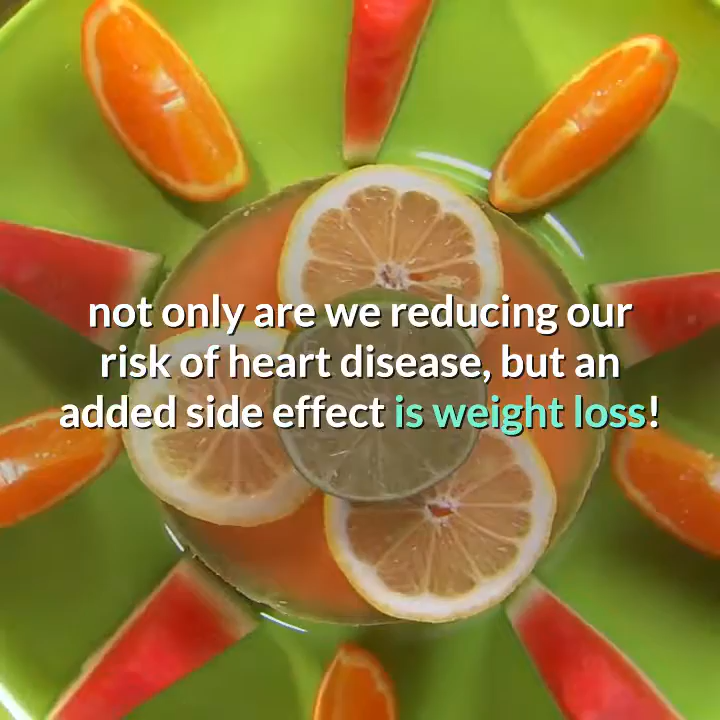 not only are we reducing our
risk of heart disease, but an
added side effect is weight loss!